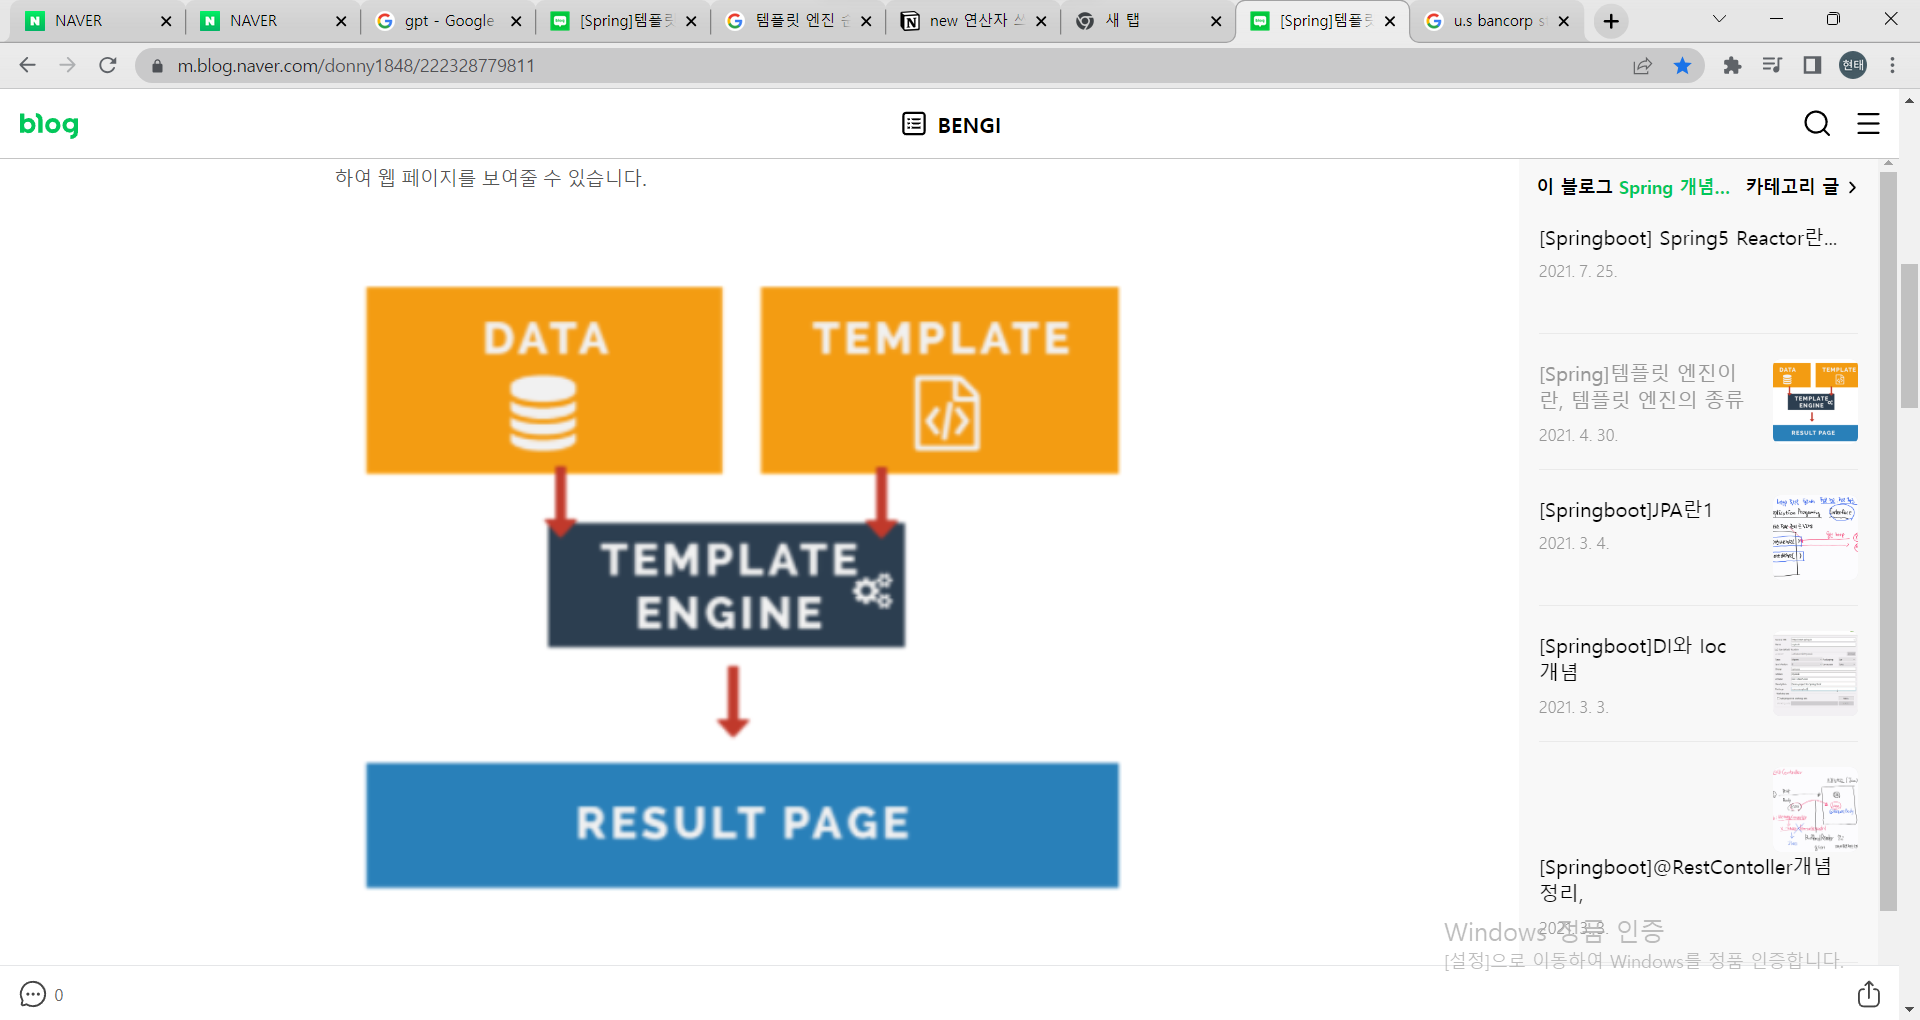 NAVER
NAVER
gpt - Google
[Spring]템플릿
템플릿 엔진
new 연산자
새 탭
[Spring]템플릿
u.s bancorp
m.blog.naver.com/donny1848/222328779811
현태
blog
BENGI
하여 웹 페이지를 보여줄 수 있습니다.
DATA
TEMPLATE
TEMPLATE
ENGINE
RESULT PAGE
이 블로그 Spring 개념... 카테고리 글
[Springboot] Spring5 Reactor란...
2021. 7. 25.
[Spring]템플릿 엔진이
란, 템플릿 엔진의 종류
2021. 4. 30.
DATA
TEMPLATE
TEMPLATE
ENGINE
RESULT PAGE
[Springboot]JPA란1
2021. 3. 4.
[Springboot]DI와 Ioc
개념
2021. 3. 3.
[Springboot]@RestContoller개념
정리,
2021. 3. 3.
Windows 정품 인증
[설정]으로 이동하여 Windows를 정품 인증합니다.
0